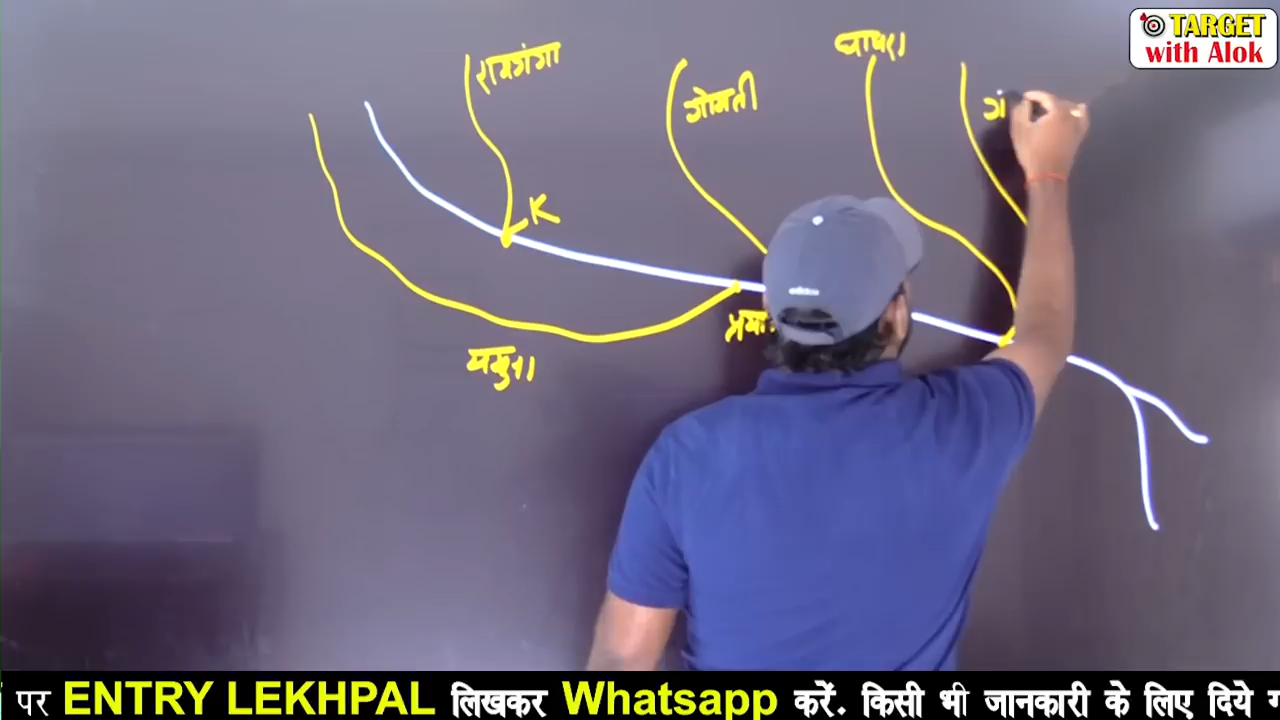 TARGET
with Alok
रामगंगा
गोमती
घाघरा
K
यमुना
पर ENTRY LEKHPAL लिखकर Whatsapp करें. किसी भी जानकारी के लिए दिये